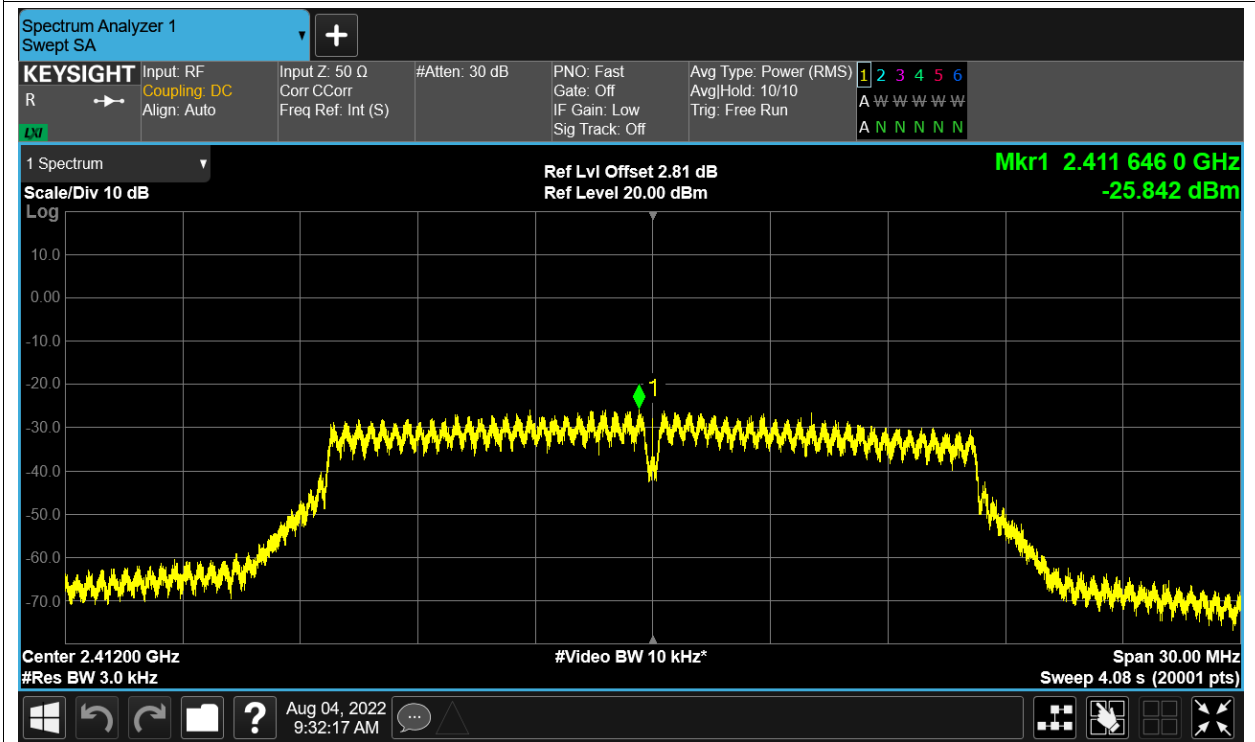 Spectrum Analyzer 1
Swept SA
+
KEYSIGHT
R
LXI
Input: RF
Coupling: DC
Align: Auto
Input Z: 50 Ω
Corr CCorr
Freq Ref: Int (S)
#Atten: 30 dB
PNO: Fast
Gate: Off
IF Gain: Low
Sig Track: Off
Avg Type: Power (RMS)
Avg|Hold: 10/10
Trig: Free Run
1 2 3 4 5 6
A W W W W W
A N N N N N
1 Spectrum
Scale/Div 10 dB
Log
Ref Lvl Offset 2.81 dB
Ref Level 20.00 dBm
Mkr1 2.411 646 0 GHz
-25.842 dBm
10.0
0.00
-10.0
-20.0
-30.0
-40.0
-50.0
-60.0
-70.0
1
Center 2.41200 GHz
#Res BW 3.0 kHz
#Video BW 10 kHz*
Span 30.00 MHz
Sweep 4.08 s (20001 pts)
?
Aug 04, 2022
9:32:17 AM